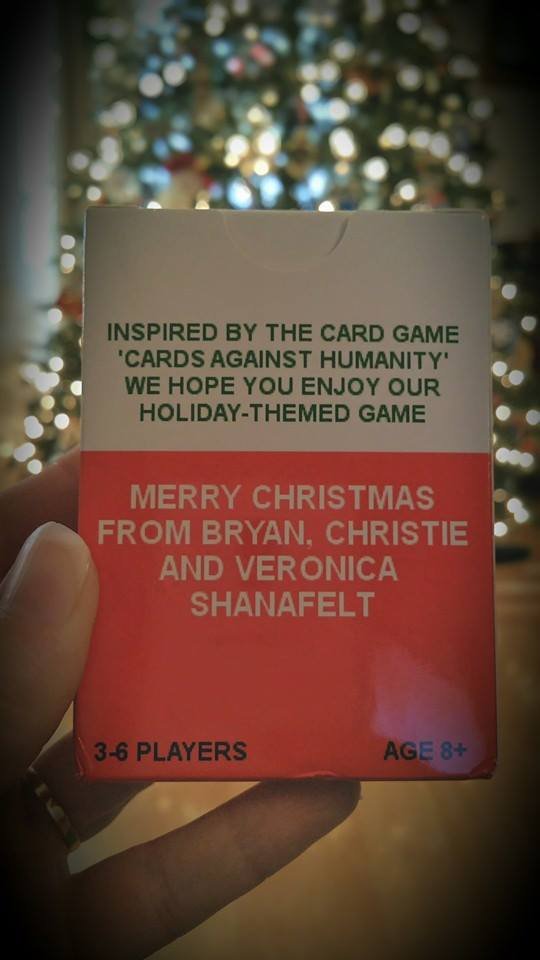 INSPIRED BY THE CARD GAME
'CARDS AGAINST HUMANITY'
WE HOPE YOU ENJOY OUR
HOLIDAY-THEMED GAME
MERRY CHRISTMAS
FROM BRYAN, CHRISTIE
AND VERONICA
SHANAFELT
3-6 PLAYERS AGE 8+